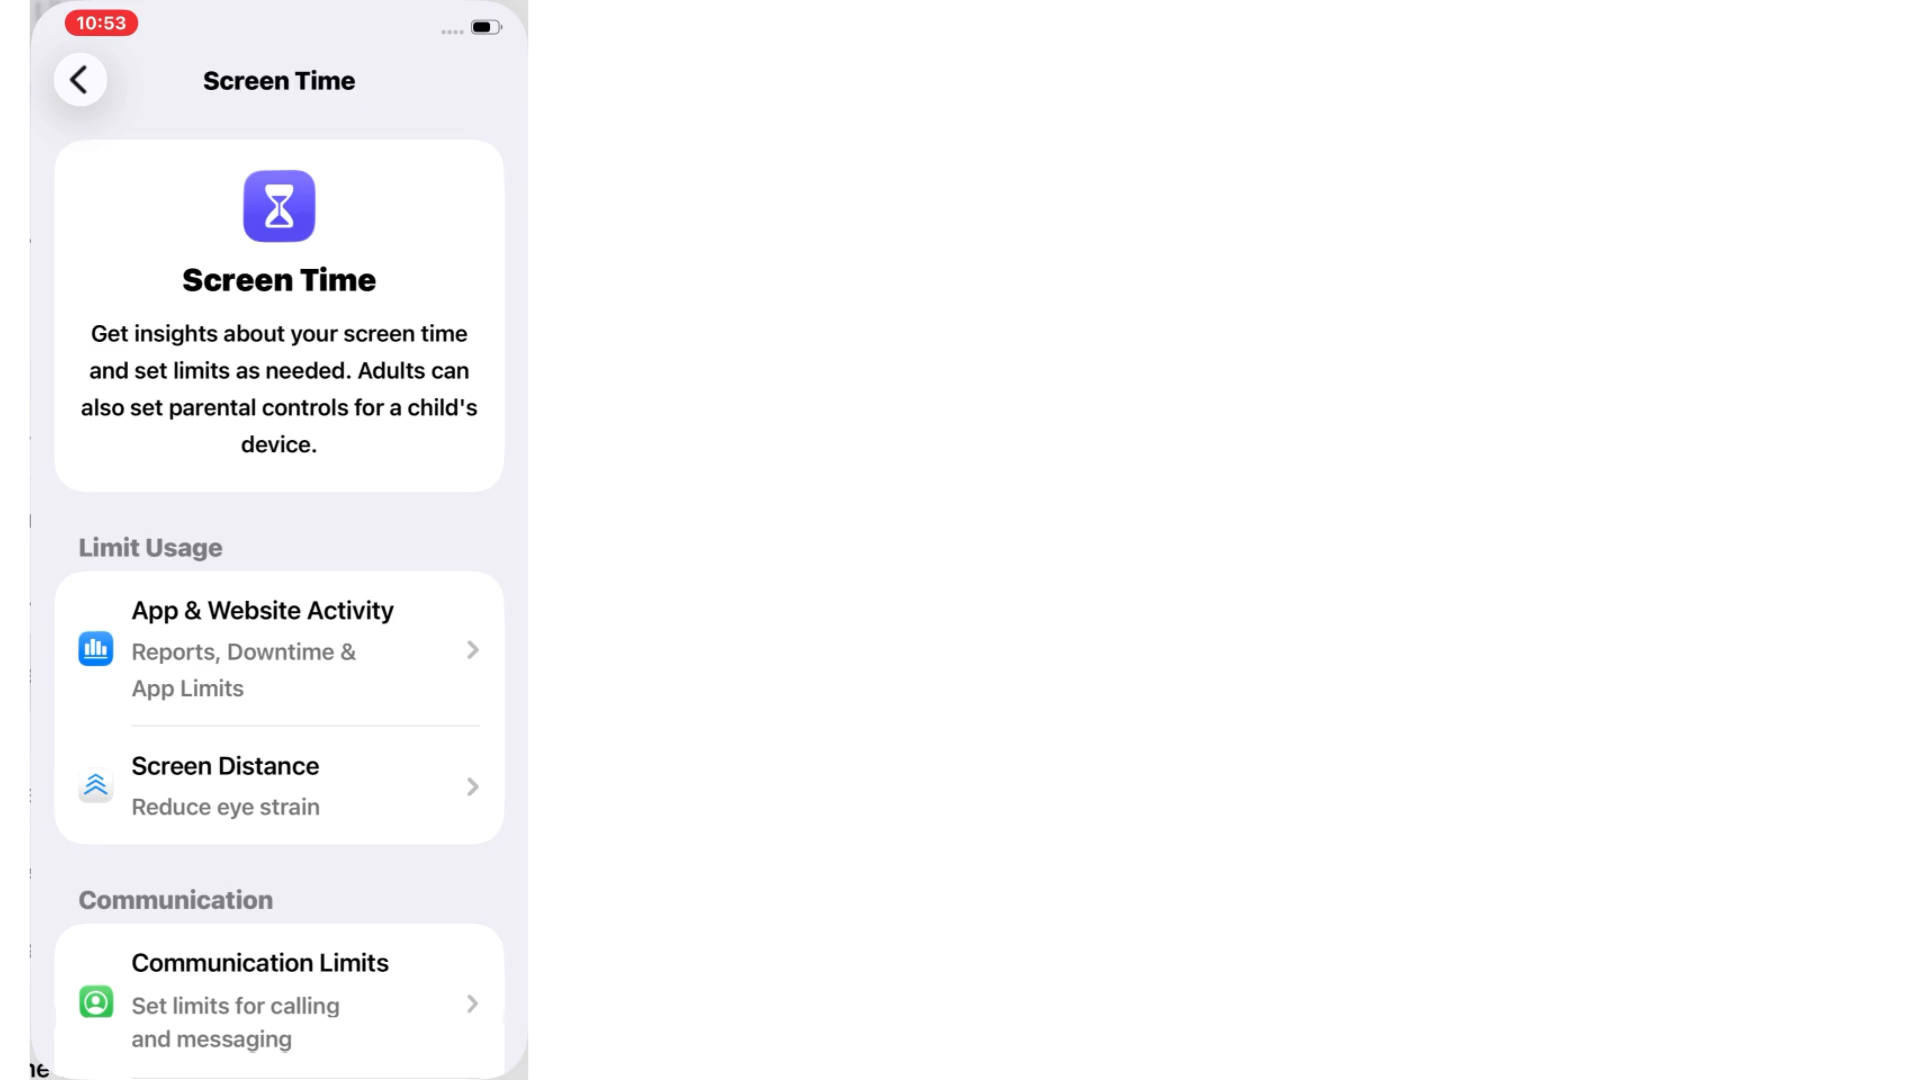 10:53
Screen Time
Screen Time
Get insights about your screen time
and set limits as needed. Adults can
also set parental controls for a child's
device.
Limit Usage
App & Website Activity
Reports, Downtime &
App Limits
Screen Distance
Reduce eye strain
Communication
Communication Limits
Set limits for calling
and messaging